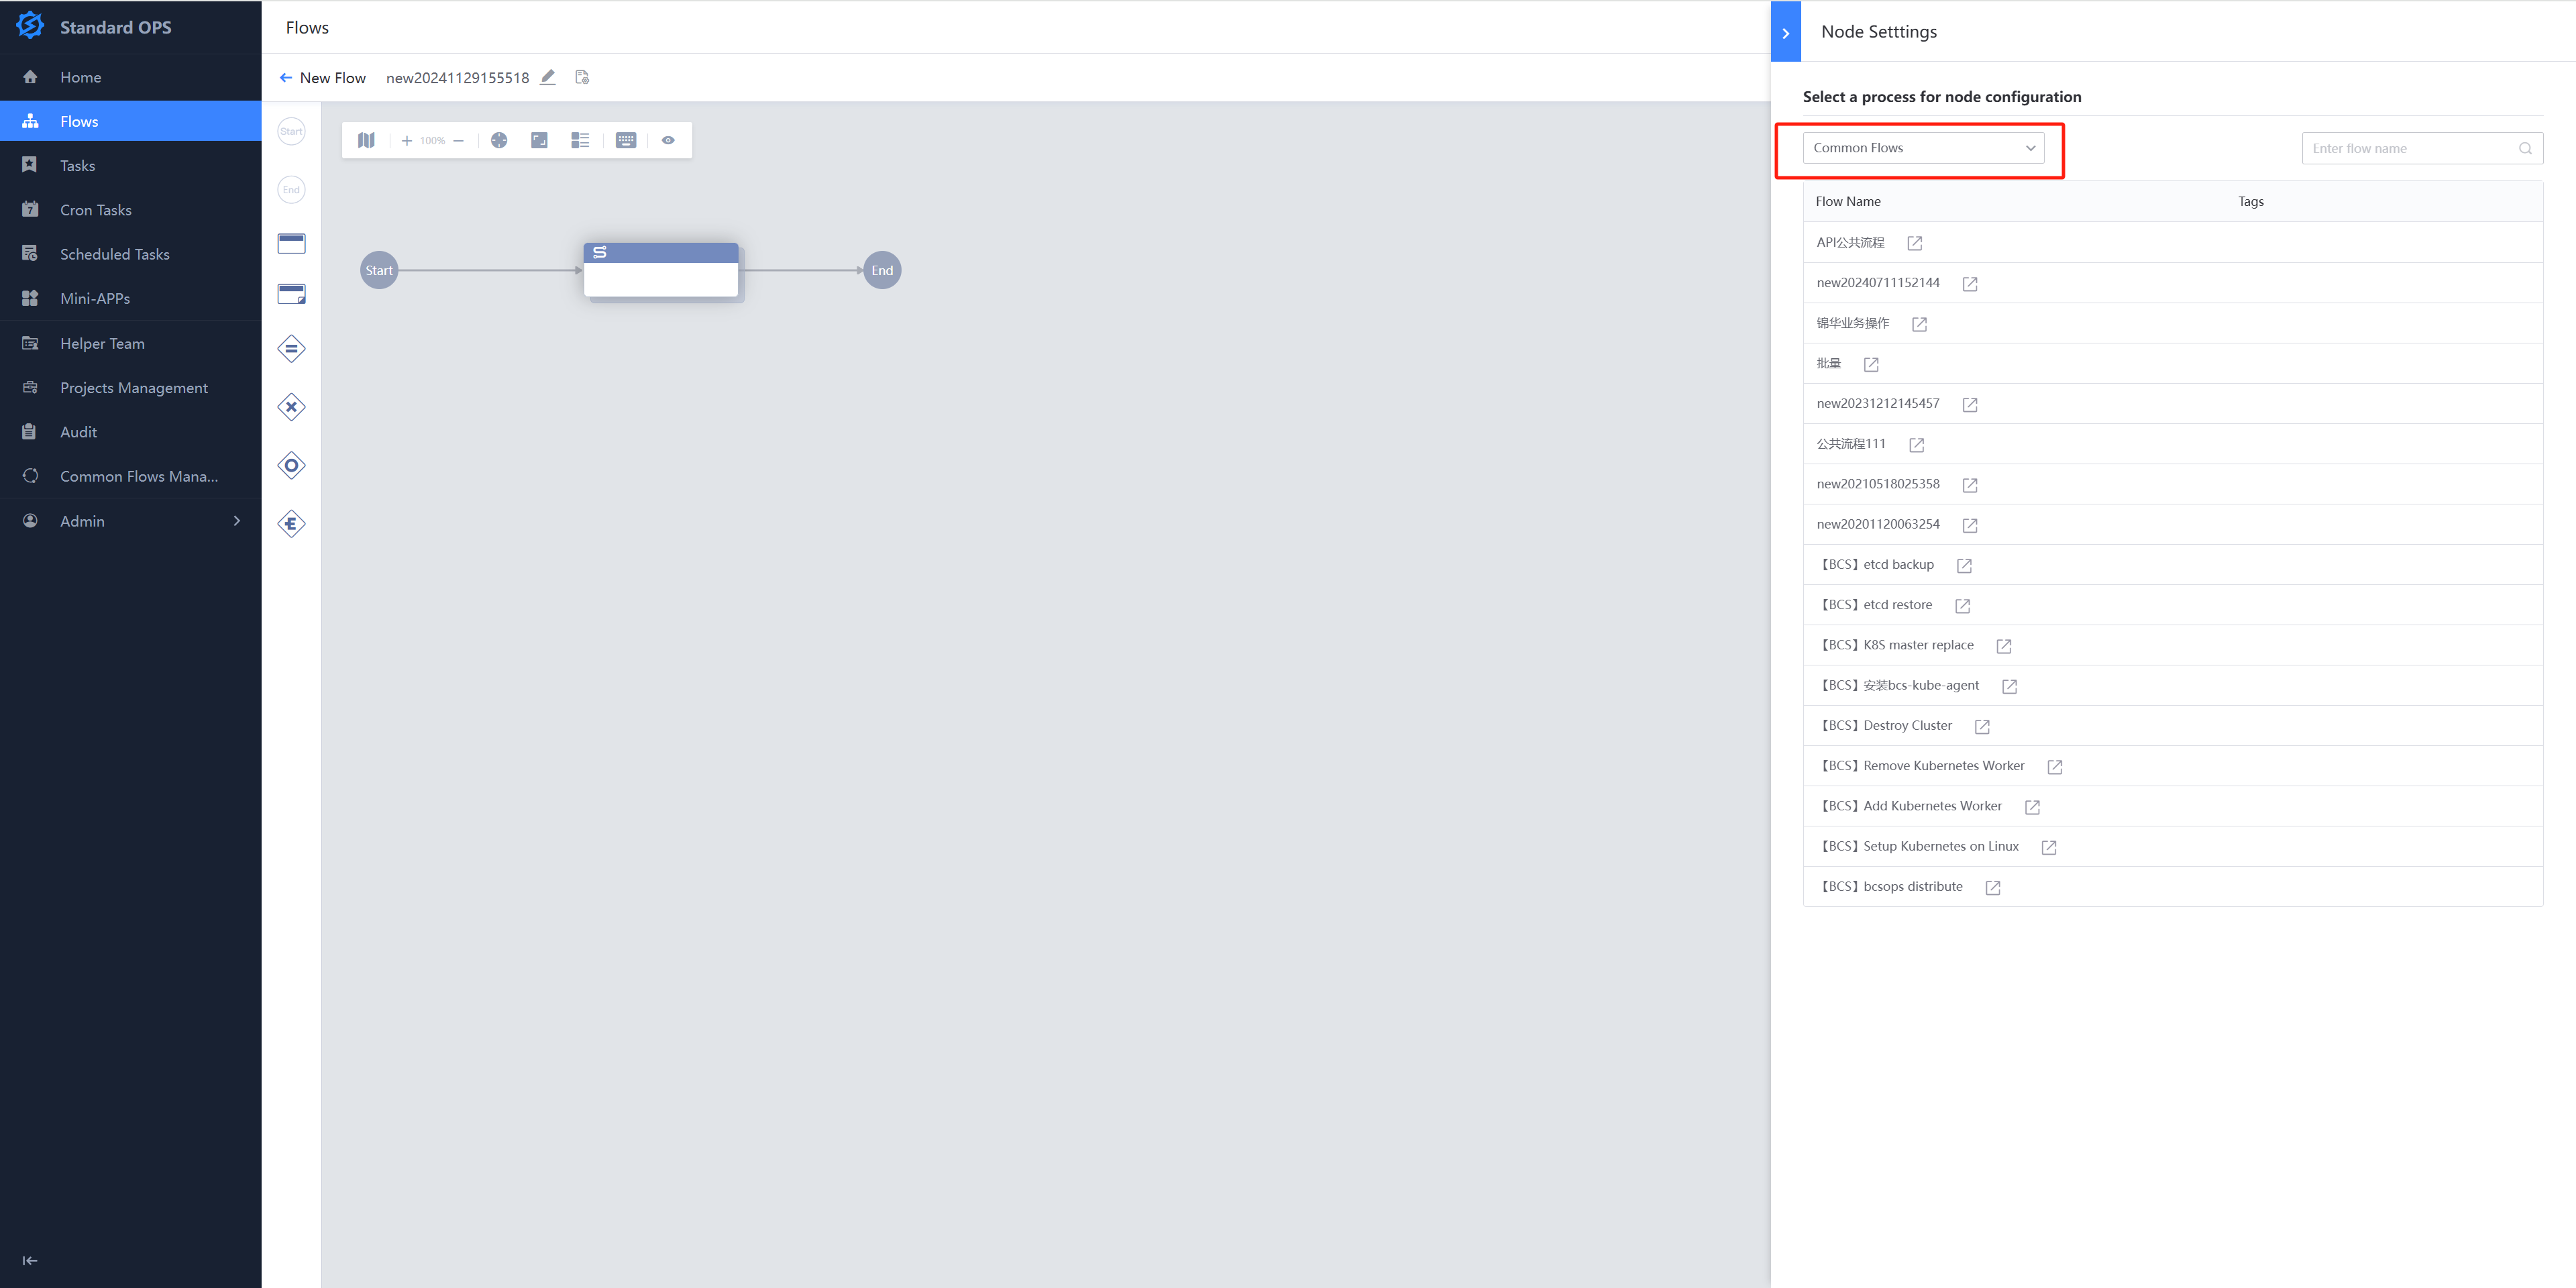 Standard OPS
Home
Flows
Tasks
7
Cron Tasks
Scheduled Tasks
Mini-APPs
Helper Team
Projects Management
Audit
Common Flows Mana...
Admin
Flows
New Flow new20241129155518
Start
End
100%
Start
End
Node Setttings
Select a process for node configuration
Common Flows
Enter flow name
Flow Name Tags
API公共流程
new20240711152144
锦华业务操作
批量
new20231212145457
公共流程111
new20210518025358
new20201120063254
【BCS】etcd backup
【BCS】etcd restore
【BCS】K8S master replace
【BCS】安装bcs-kube-agent
【BCS】Destroy Cluster
【BCS】Remove Kubernetes Worker
【BCS】Add Kubernetes Worker
【BCS】Setup Kubernetes on Linux
【BCS】bcsops distribute